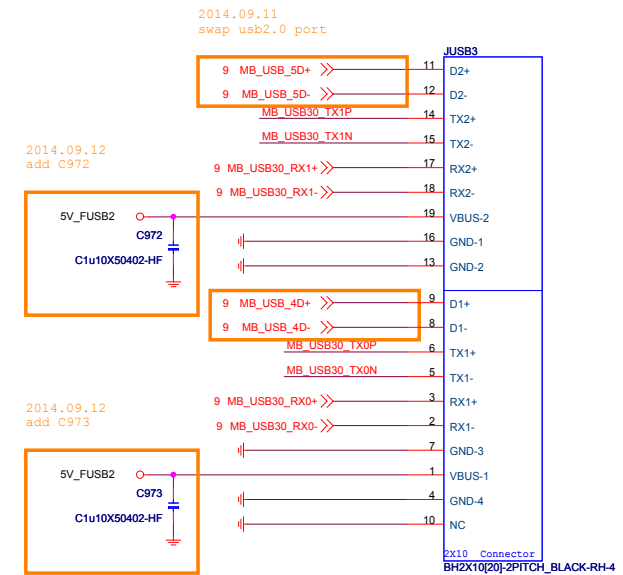 2014.09.11
swap usb2.0 port
JUSB3
9 MB_USB_5D+ 11 D2+
9 MB_USB_5D- 12 D2-
MB_USB30_TX1P 14 TX2+
MB_USB30_TX1N 15 TX2-
2014.09.12
add C972
9 MB_USB30_RX1+ 17 RX2+
9 MB_USB30_RX1- 18 RX2-
5V_FUSB2 19 VBUS-2
C972 16 GND-1
C1u10X50402-HF 13 GND-2
9 MB_USB_4D+ 9 D1+
9 MB_USB_4D- 8 D1-
MB_USB30_TX0P 6 TX1+
MB_USB30_TX0N 5 TX1-
2014.09.12
add C973
9 MB_USB30_RX0+ 3 RX1+
9 MB_USB30_RX0- 2 RX1-
7 GND-3
5V_FUSB2 1 VBUS-1
C973 4 GND-4
C1u10X50402-HF 10 NC
2X10 Connector
BH2X10[20]-2PITCH_BLACK-RH-4